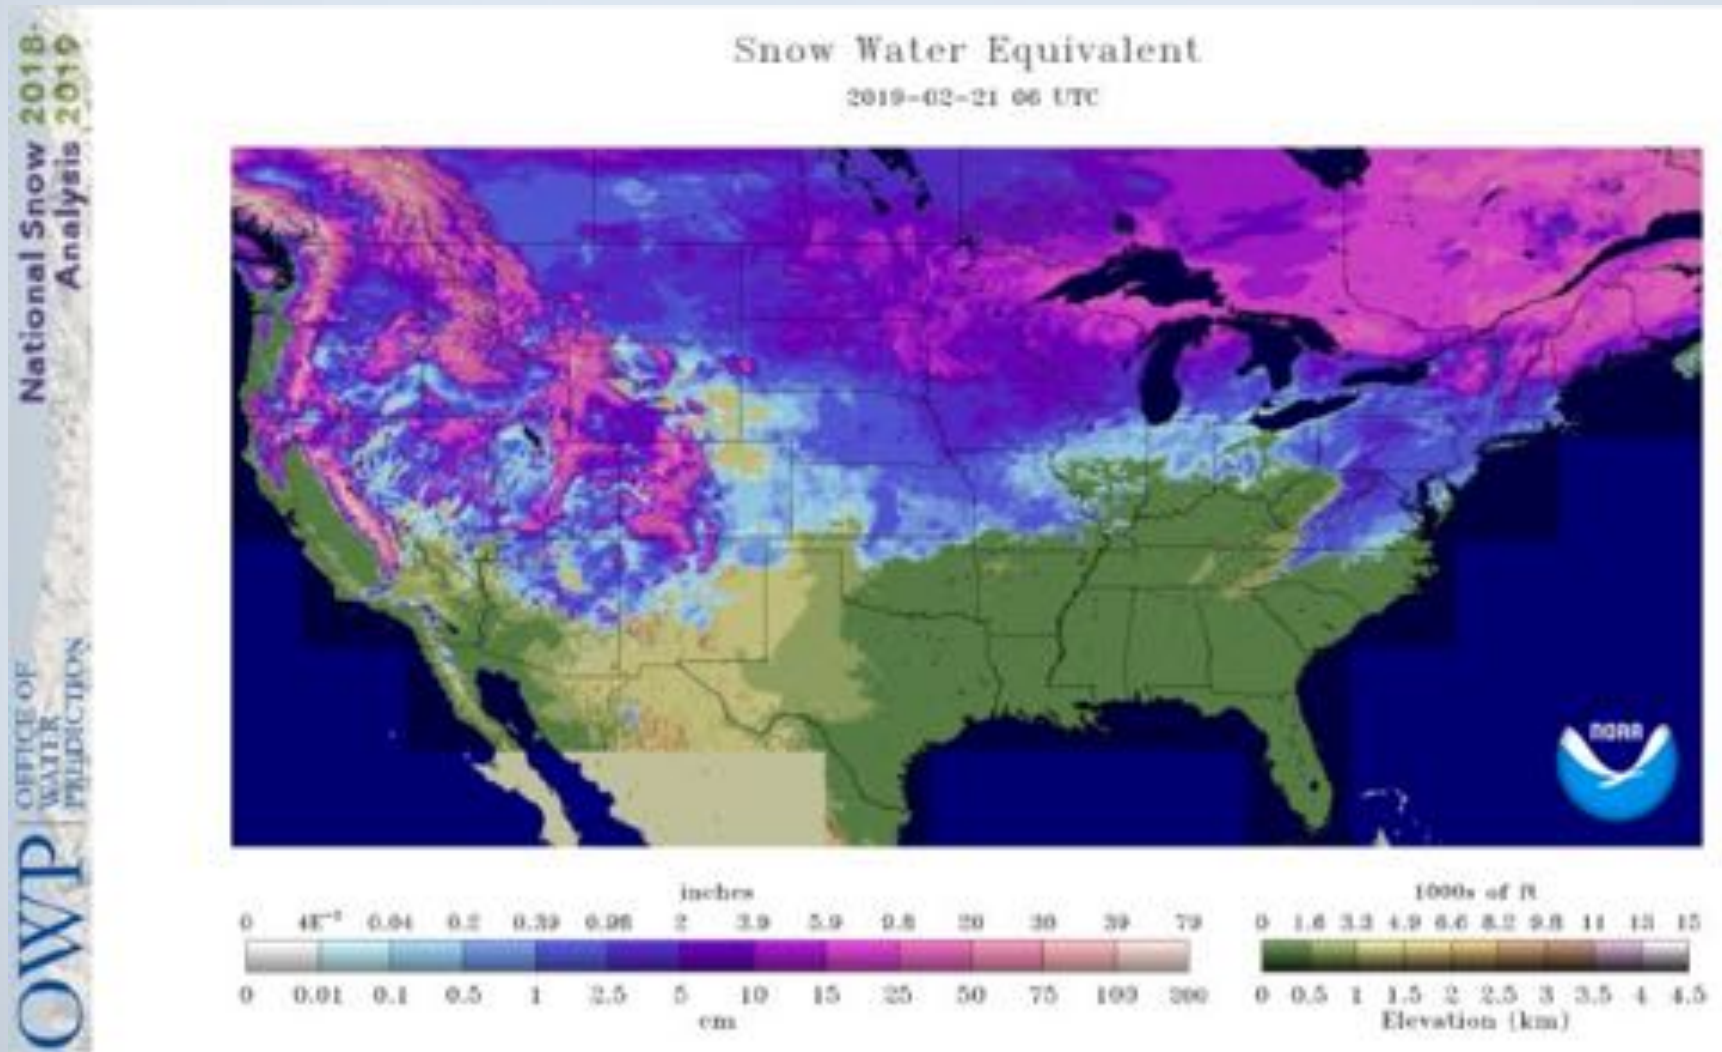 National Snow 2018-
Analysis 2019
OWP
OFFICE OF
WATER
PREDICTION
Snow Water Equivalent
2019-02-21 06 UTC
NOAA
inches
0 0.04 0.2 0.39 0.98 2 3.9 5.9 9.8 20 30 39 79
0 0.01 0.1 0.5 1 2.5 5 10 15 25 50 75 100 200
cm
1000s of ft
0 1.6 3.3 4.9 6.6 8.2 9.8 11 13 15
0 0.5 1 1.5 2 2.5 3 3.5 4 4.5
Elevation (km)